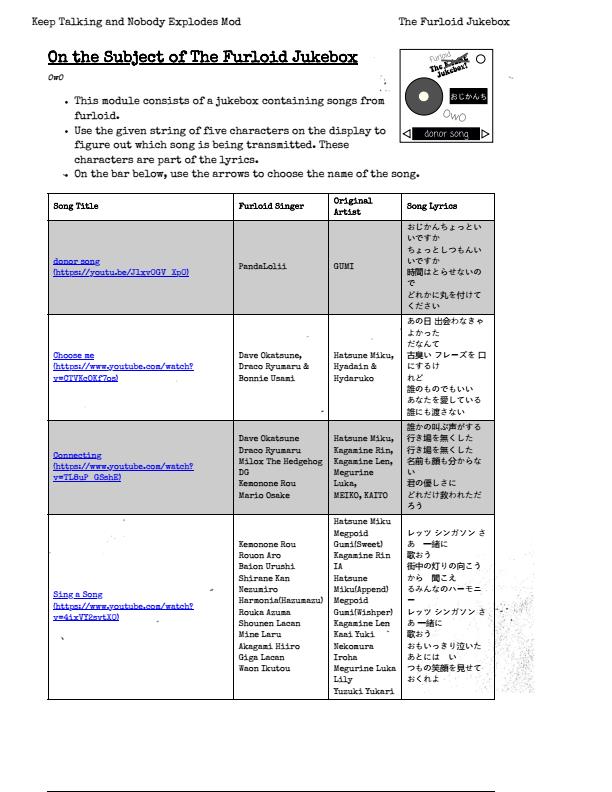 Keep Talking and Nobody Explodes Mod
The Furloid Jukebox
On the Subject of The Furloid Jukebox
OwO
• This module consists of a jukebox containing songs from
furloid.
• Use the given string of five characters on the display to
figure out which song is being transmitted. These
characters are part of the lyrics.
• On the bar below, use the arrows to choose the name of the song.
Furloid
The
Jukebox!
おじかんち
OwO
donor song
Song Title
Furloid Singer
Original
Artist
Song Lyrics
donor song
PandaLolii
GUMI
おじかんちょっとい
いですか
ちょっとしつもんい
いですか
時間はとらせないの
で
どれかに丸を付けて
ください
Choose me
(https://www.youtube.com/watch?
Dave Okatsune,
Draco Ryumaru &
Bonnie Usami
Hatsune Miku,
Hyadain &
Hydaruko
あの日 出会わなきゃ
よかった
だなんて
古臭い フレーズを 口
にするけ
れど
誰のものでもいい
あなたを愛している
誰にも渡さない
Connecting
(https://www.youtube.com/watch?
Dave Okatsune
Draco Ryumaru
Milox The Hedgehog
DG
Kemonone Rou
Mario Osake
Hatsune Miku,
Kagamine Rin,
Kagamine Len,
Megurine
Luka,
MEIKO, KAITO
誰かの叫ぶ声がする
行き場を無くした
行き場を無くした
名前も顔も分からな
い
君の優しさに
どれだけ救われただ
ろう
Sing a Song
(https://www.youtube.com/watch?
v=4ixVY2svtX0)
Kemonone Rou
Rouon Aro
Baion Urushi
Shirane Kan
Nezumiro
Harmonia(Hazumazu)
Rouka Azuma
Shounen Lacan
Mine Laru
Akagami Hiiro
Giga Lacan
Waon Ikutou
Hatsune Miku
Megpoid
Gumi(Sweet)
Kagamine Rin
IA
Hatsune
Miku(Append)
Megpoid
Gumi(Wishper)
Kagamine Len
Kaai Yuki
Nekomura
Iroha
Megurine Luka
Lily
Yuzuki Yukari
レッツ シンガソン さ
あ 一緒に
歌おう
街中の灯りの向こう
から 聞こえ
るみんなのハーモニ
ー
レッツ シンガソン さ
あ 一緒に
歌おう
おもいっきり泣いた
あとには い
つもの笑顔を見せて
おくれよ